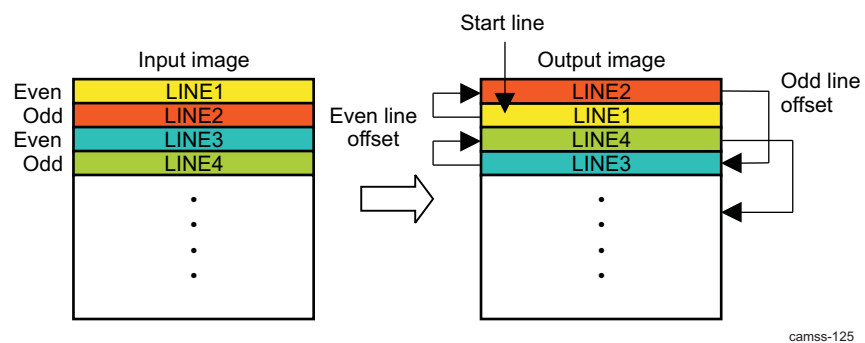 Start line
Input image
Output image
Even
LINE1
Odd
LINE2
Even
LINE3
Odd
LINE4
Even line
offset
LINE2
LINE1
LINE4
LINE3
Odd line
offset
camss-125